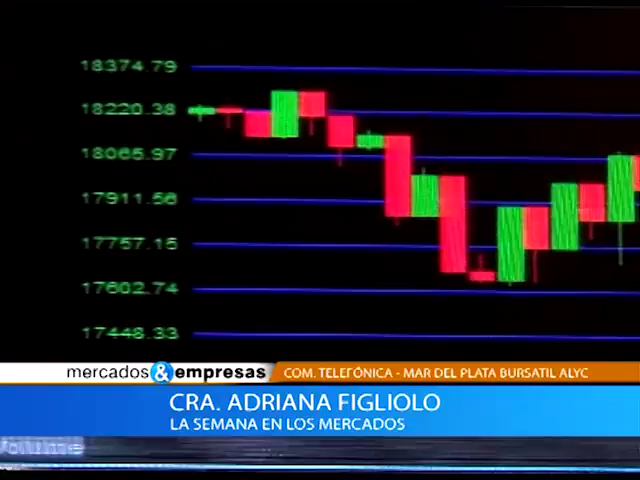 18374.79
18220.38
18065.97
17911.56
17757.15
17602.74
17448.33
mercados&empresas
COM. TELEFÓNICA - MAR DEL PLATA BURSATIL ALYC
CRA. ADRIANA FIGLIOLO
LA SEMANA EN LOS MERCADOS
Volume